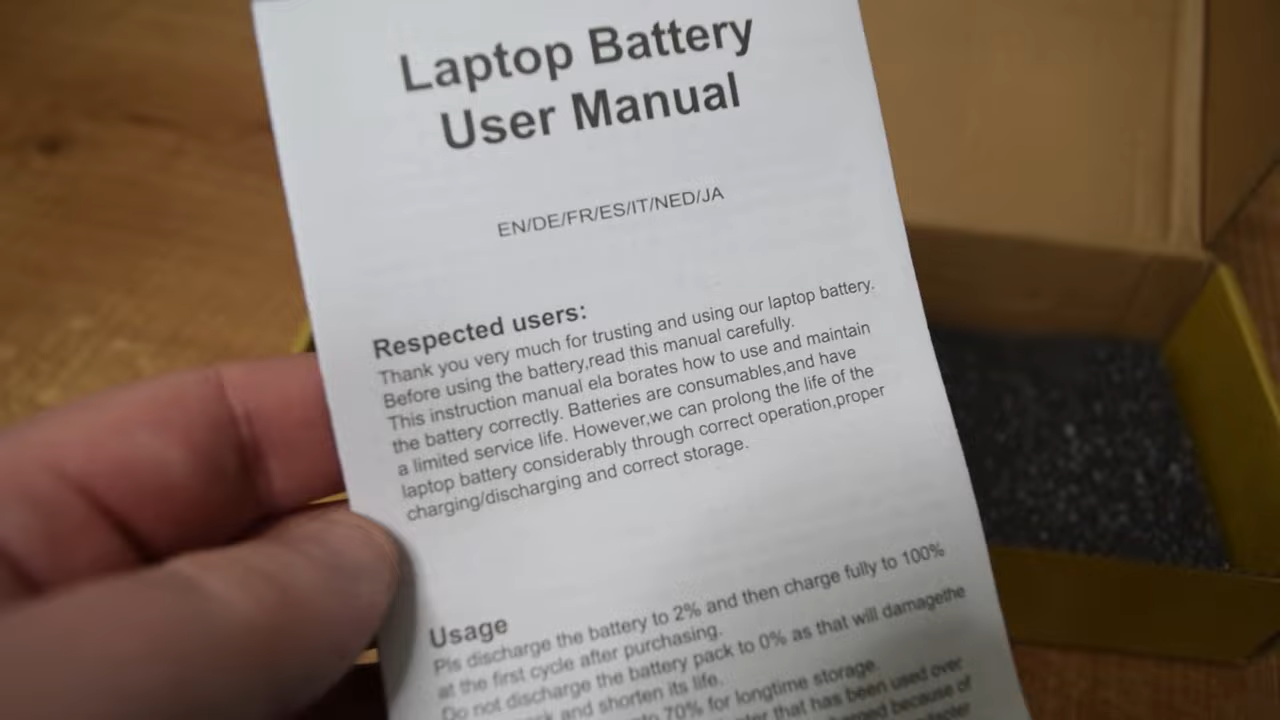 Laptop Battery
User Manual
EN/DE/FR/ES/IT/NED/JA
Respected users:
Thank you very much for trusting and using our laptop battery.
Before using the battery,read this manual carefully.
This instruction manual ela borates how to use and maintain
the battery correctly. Batteries are consumables,and have
a limited service life. However,we can prolong the life of the
laptop battery considerably through correct operation,proper
charging/discharging and correct storage.
Usage
Pls discharge the battery to 2% and then charge fully to 100%
at the first cycle after purchasing.
Do not discharge the battery pack to 0% as that will damagethe
and shorten its life.
70% for longtime storage.
that has been used over
because of